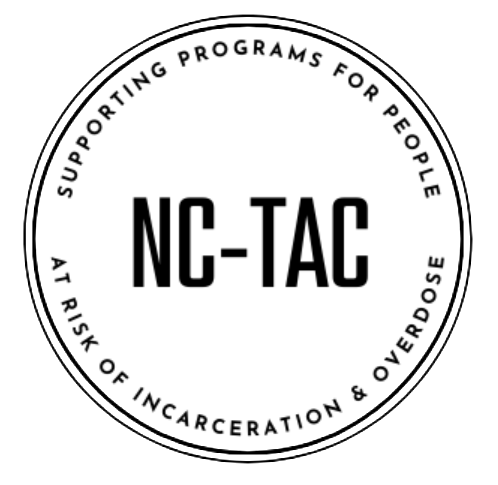 SUPPORTING PROGRAMS FOR PEOPLE
NC-TAC
AT RISK OF INCARCERATION & OVERDOSE